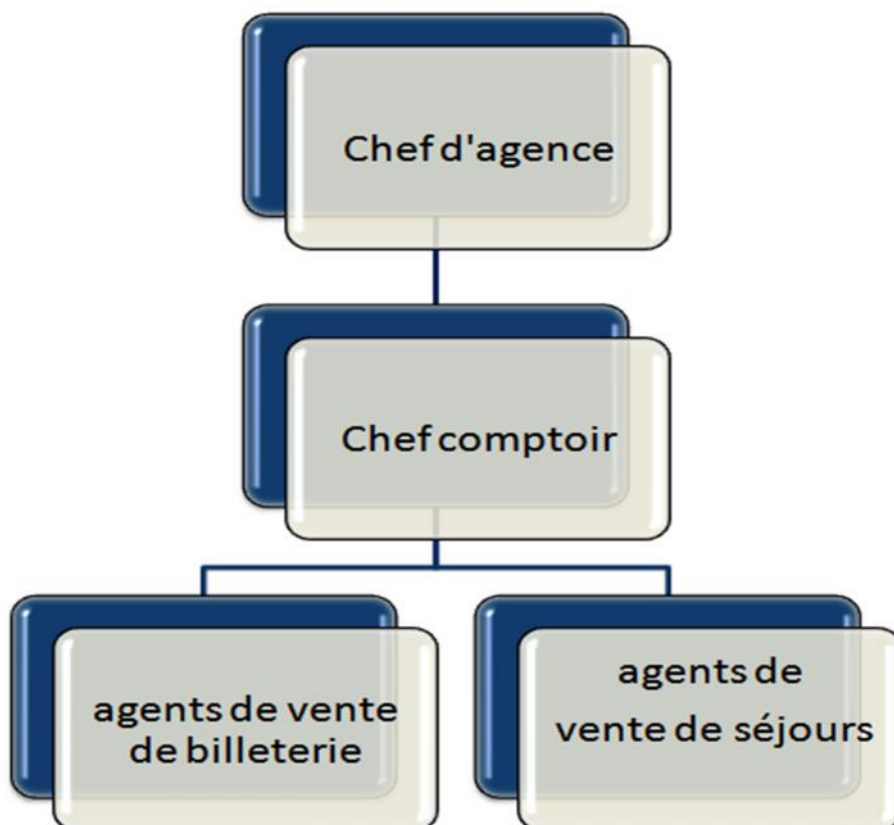 Chef d'agence
Chef comptoir
agents de vente
de billeterie
agents de
vente de séjours